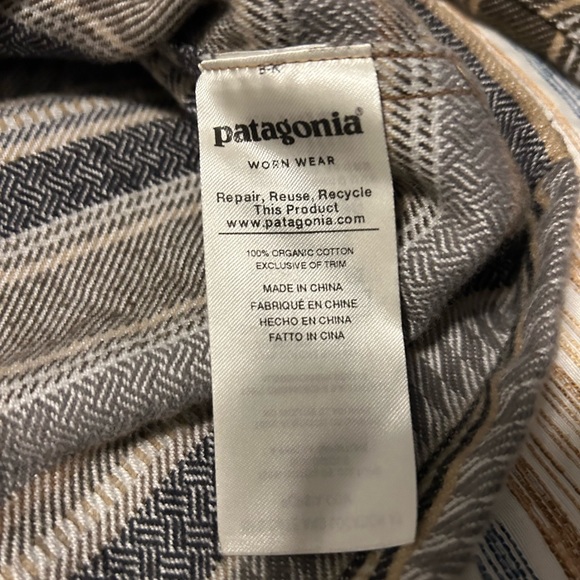 patagonia®
WORN WEAR
Repair, Reuse, Recycle
This Product
www.patagonia.com
100% ORGANIC COTTON
EXCLUSIVE OF TRIM
MADE IN CHINA
FABRIQUÉ EN CHINE
HECHO EN CHINA
FATTO IN CINA